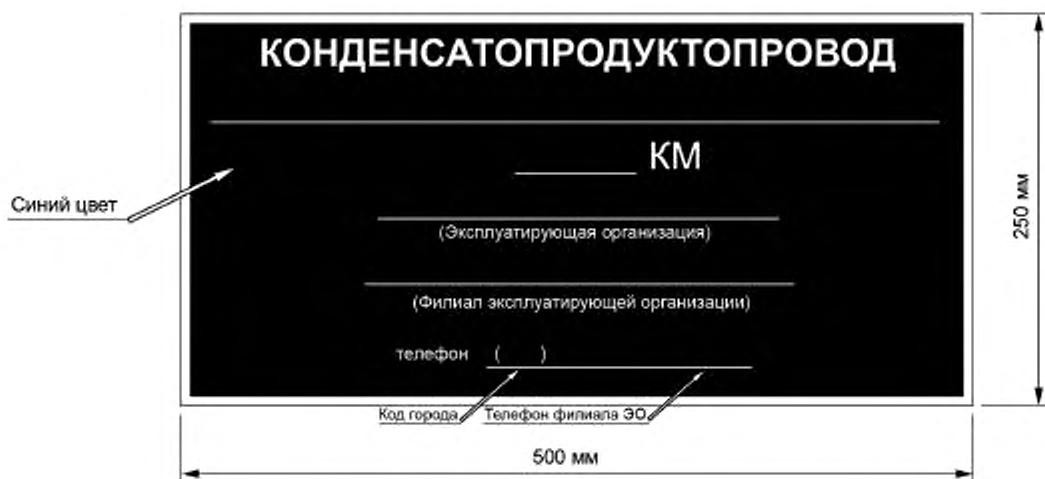 КОНДЕНСАТОПРОДУКТОПРОВОД
КМ
Синий цвет
(Эксплуатирующая организация)
(Филиал эксплуатирующей организации)
телефон ( )
Код города Телефон филиала ЭО
500 мм
250 мм